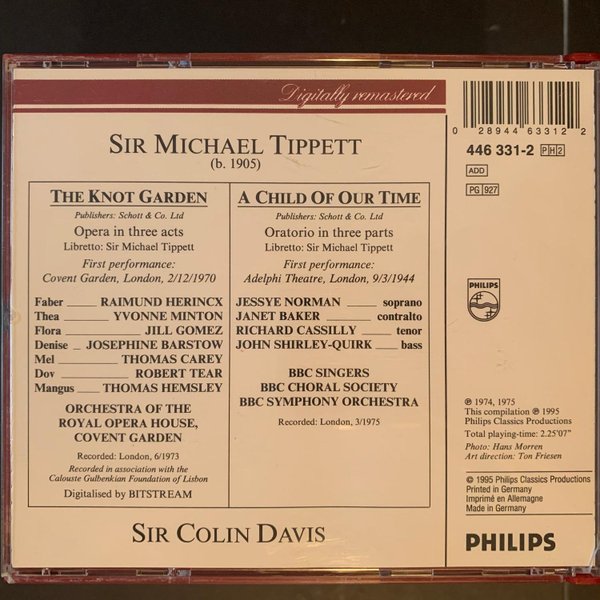 Digitally remastered
SIR MICHAEL TIPPETT
(b. 1905)
THE KNOT GARDEN
Publishers: Schott & Co. Ltd
Opera in three acts
Libretto: Sir Michael Tippett
First performance:
Covent Garden, London, 2/12/1970
Faber RAIMUND HERINCX
Thea YVONNE MINTON
Flora JILL GOMEZ
Denise JOSEPHINE BARSTOW
Mel THOMAS CAREY
Dov ROBERT TEAR
Mangus THOMAS HEMSLEY
ORCHESTRA OF THE
ROYAL OPERA HOUSE,
COVENT GARDEN
Recorded: London, 6/1973
Recorded in association with the
Calouste Gulbenkian Foundation of Lisbon
Digitalised by BITSTREAM
A CHILD OF OUR TIME
Publishers: Schott & Co. Ltd
Oratorio in three parts
Libretto: Sir Michael Tippett
First performance:
Adelphi Theatre, London, 9/3/1944
JESSYE NORMAN soprano
JANET BAKER contralto
RICHARD CASSILLY tenor
JOHN SHIRLEY-QUIRK bass
BBC SINGERS
BBC CHORAL SOCIETY
BBC SYMPHONY ORCHESTRA
Recorded: London, 3/1975
SIR COLIN DAVIS
0 28944 63312 2
446 331-2 PH2
ADD
PG 927
PHILIPS
℗ 1974, 1975
This compilation ℗ 1995
Philips Classics Productions
Total playing-time: 2.25'07"
Photo: Hans Morren
Art direction: Ton Friesen
© 1995 Philips Classics Productions
Printed in Germany
Imprimé en Allemagne
Made in Germany
PHILIPS